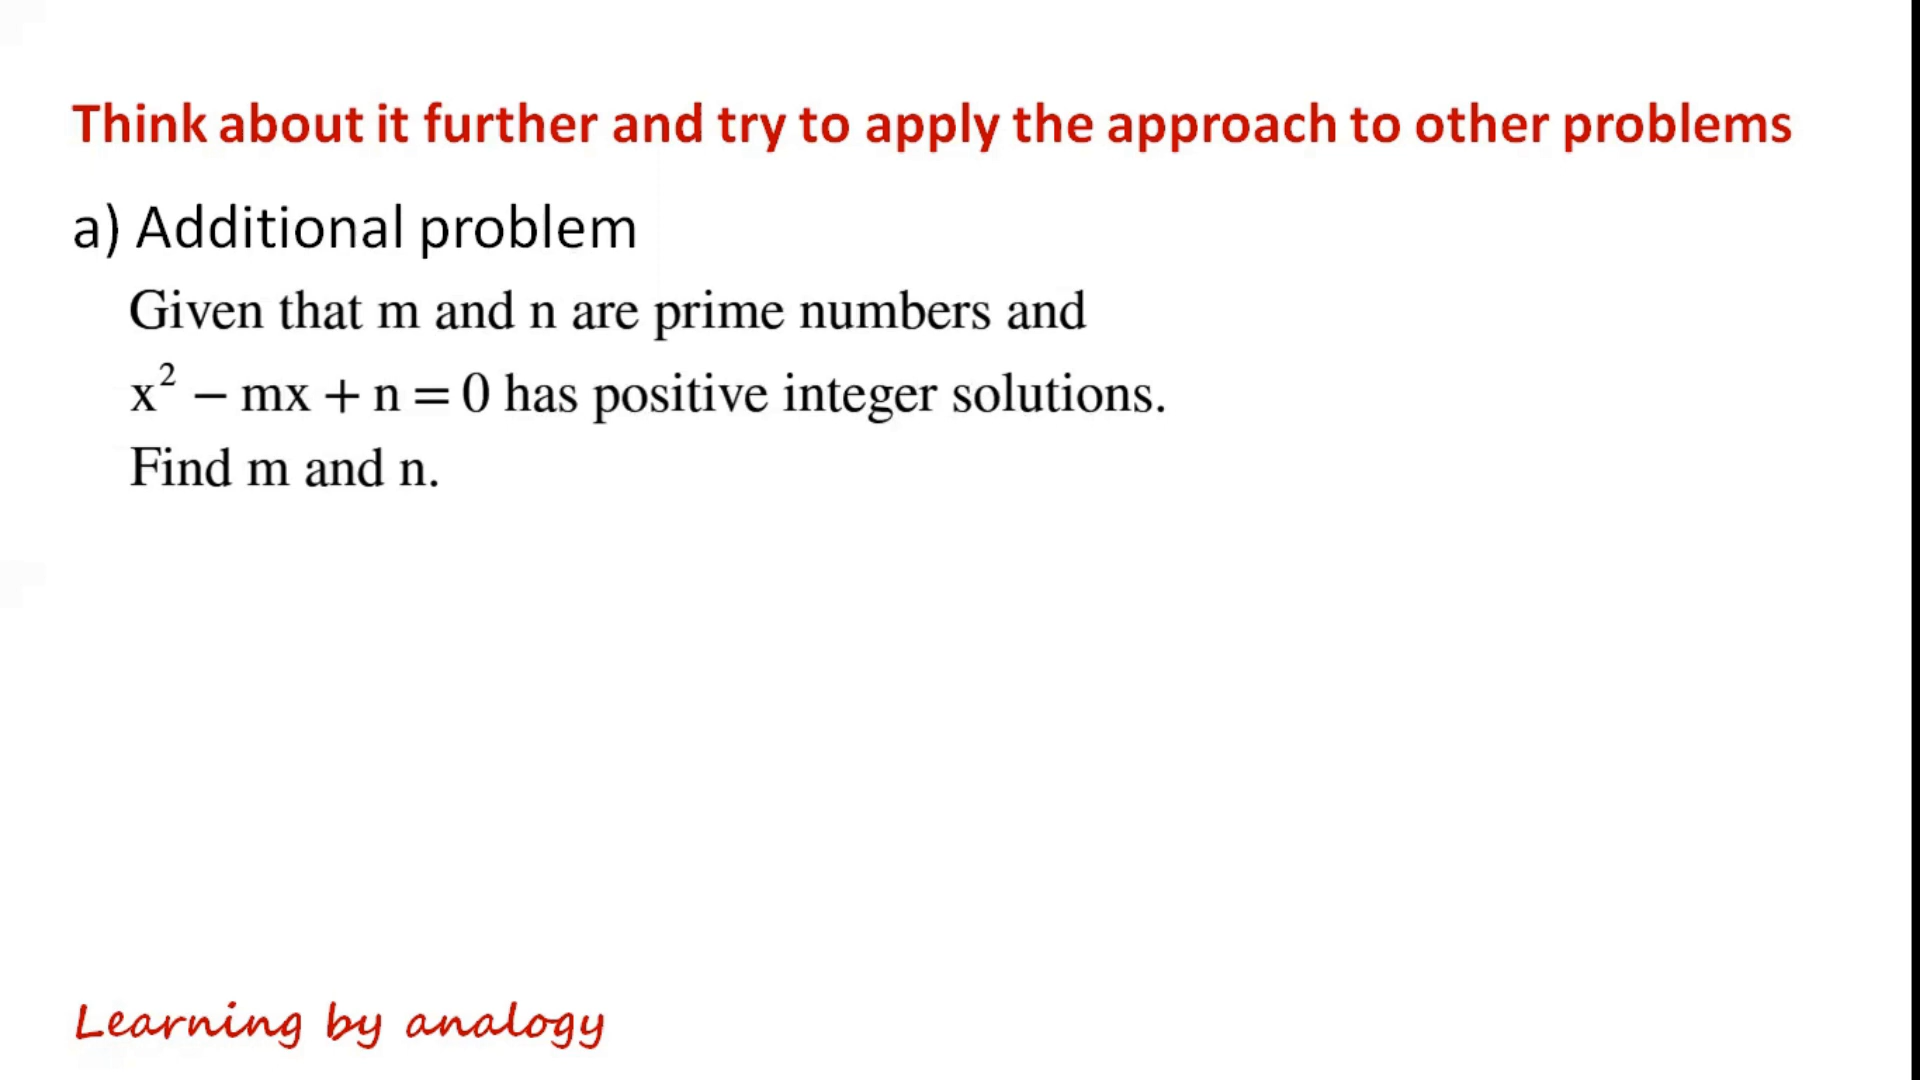 Think about it further and try to apply the approach to other problems
a) Additional problem
Given that m and n are prime numbers and
x² − mx + n = 0 has positive integer solutions.
Find m and n.
Learning by analogy